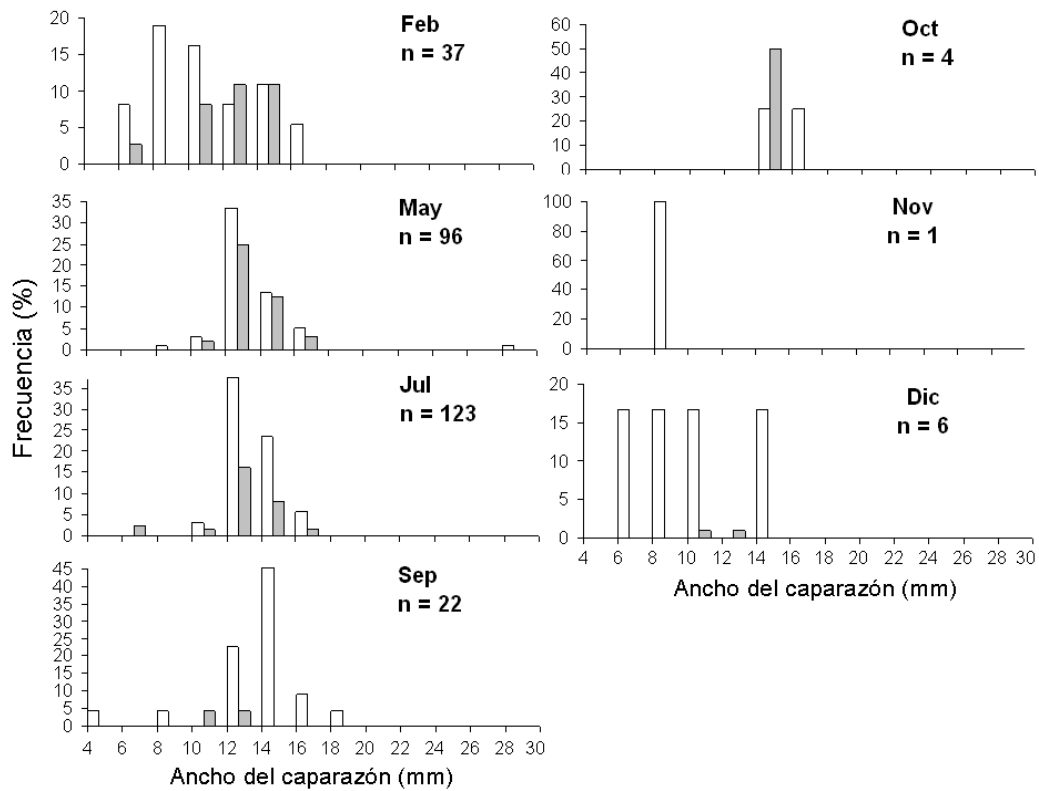 Frecuencia (%)
Feb
n = 37
20
15
10
5
0
May
n = 96
35
30
25
20
15
10
5
0
Jul
n = 123
35
30
25
20
15
10
5
0
Sep
n = 22
45
40
35
30
25
20
15
10
5
0
4 6 8 10 12 14 16 18 20 22 24 26 28 30
Ancho del caparazón (mm)
Oct
n = 4
60
50
40
30
20
10
0
Nov
n = 1
100
80
60
40
20
0
Dic
n = 6
20
15
10
5
0
4 6 8 10 12 14 16 18 20 22 24 26 28 30
Ancho del caparazón (mm)